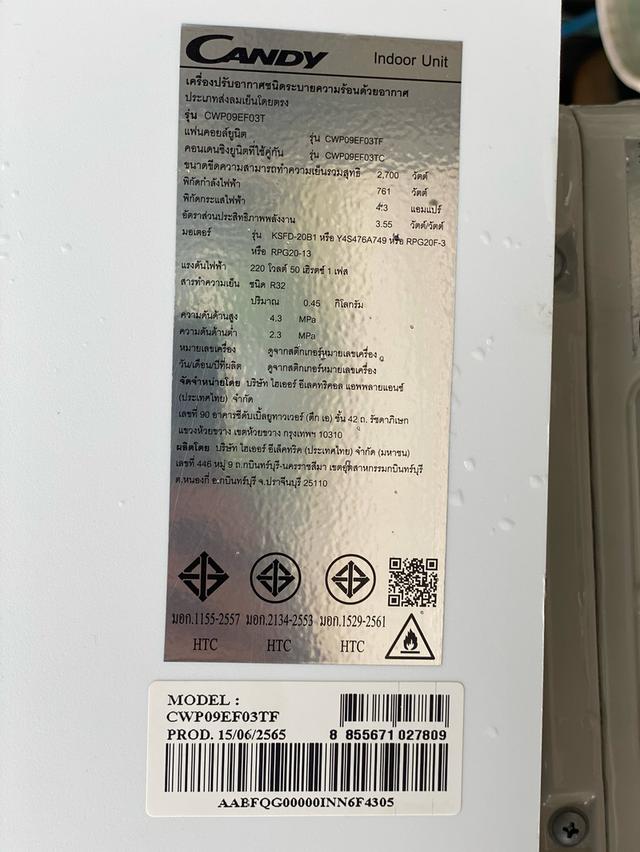 CANDY Indoor Unit
เครื่องปรับอากาศชนิดระบายความร้อนด้วยอากาศ
ประเภทส่งลมเย็นโดยตรง
รุ่น CWP09EF03T
แฟนคอยล์ยูนิต รุ่น CWP09EF03TF
คอนเดนซิ่งยูนิตที่ใช้คู่กัน รุ่น CWP09EF03TC
ขนาดขีดความสามารถทำความเย็นรวมสุทธิ 2,700 วัตต์
พิกัดกำลังไฟฟ้า 761 วัตต์
พิกัดกระแสไฟฟ้า 4.3 แอมแปร์
อัตราส่วนประสิทธิภาพพลังงาน 3.55 วัตต์/วัตต์
มอเตอร์ รุ่น KSFD-20B1 หรือ Y4S476A749 หรือ RPG20F-3
หรือ RPG20-13
แรงดันไฟฟ้า 220 โวลต์ 50 เฮิรตซ์ 1 เฟส
สารทำความเย็น ชนิด R32
ปริมาณ 0.45 กิโลกรัม
ความดันด้านสูง 4.3 MPa
ความดันด้านต่ำ 2.3 MPa
หมายเลขเครื่อง ดูจากสติกเกอร์หมายเลขเครื่อง
วัน/เดือน/ปีที่ผลิต ดูจากสติกเกอร์หมายเลขเครื่อง
จัดจำหน่ายโดย บริษัท ไฮเออร์ อีเลคทริคอล แอพพลายแอนซ์
(ประเทศไทย) จำกัด
เลขที่ 90 อาคารซีดับเบิ้ลยูทาวเวอร์ (ตึก เอ) ชั้น 42 ถ. รัชดาภิเษก
แขวงห้วยขวาง เขตห้วยขวาง กรุงเทพฯ 10310
ผลิตโดย บริษัท ไฮเออร์ อีเลคทริค (ประเทศไทย) จำกัด (มหาชน)
เลขที่ 446 หมู่ 9 ถ.กบินทร์บุรี-นครราชสีมา เขตอุตสาหกรรมกบินทร์บุรี
ต.หนองกี่ อ.กบินทร์บุรี จ.ปราจีนบุรี 25110
มอก.1155-2557 มอก.2134-2553 มอก.1529-2561
HTC HTC HTC
MODEL :
CWP09EF03TF
PROD. 15/06/2565 8 855671 027809
AABFQG00000INN6F4305